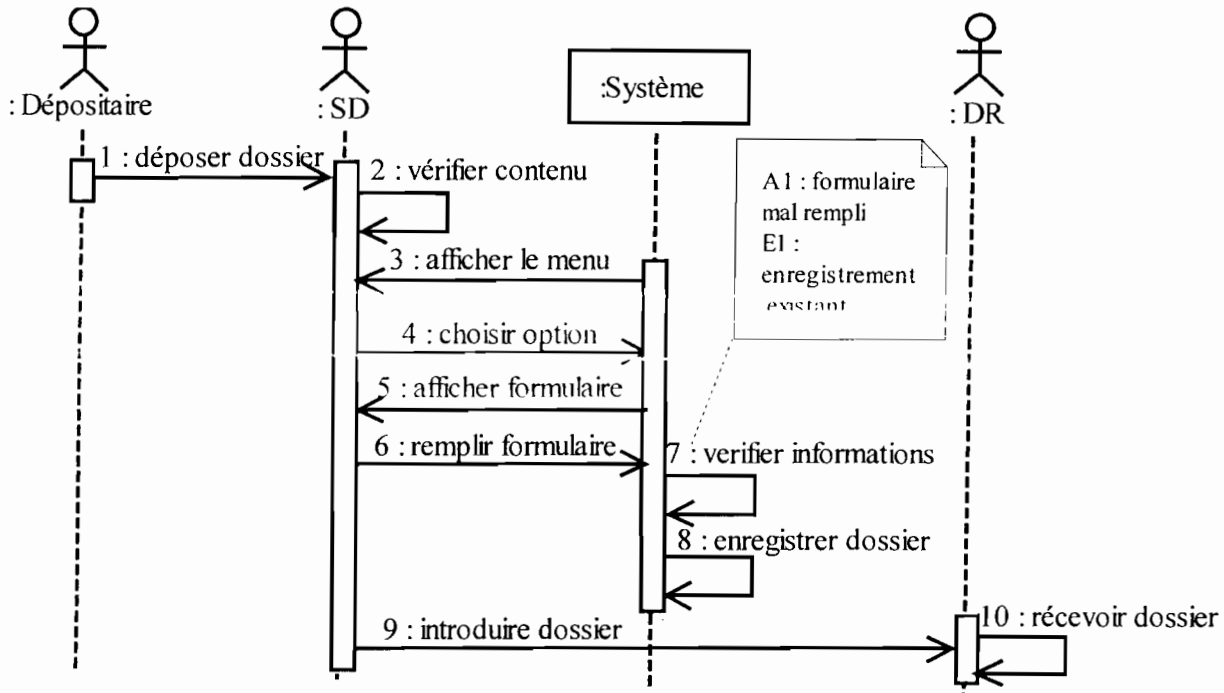 : Dépositaire
: SD
:Système
: DR
1 : déposer dossier
2 : vérifier contenu
A1 : formulaire
mal rempli
E1 :
enregistrement
existant
3 : afficher le menu
4 : choisir option
5 : afficher formulaire
6 : remplir formulaire
7 : verifier informations
8 : enregistrer dossier
9 : introduire dossier
10 : récevoir dossier